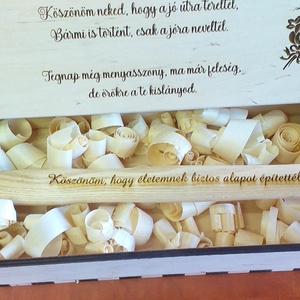 Köszönöm neked, hogy a jó útra tereltél,
Bármi is történt, csak a jóra neveltél.
Tegnap még menyasszony, ma már feleség,
de örökre a te kislányod.
Köszönöm, hogy életemnek biztos alapot építettél